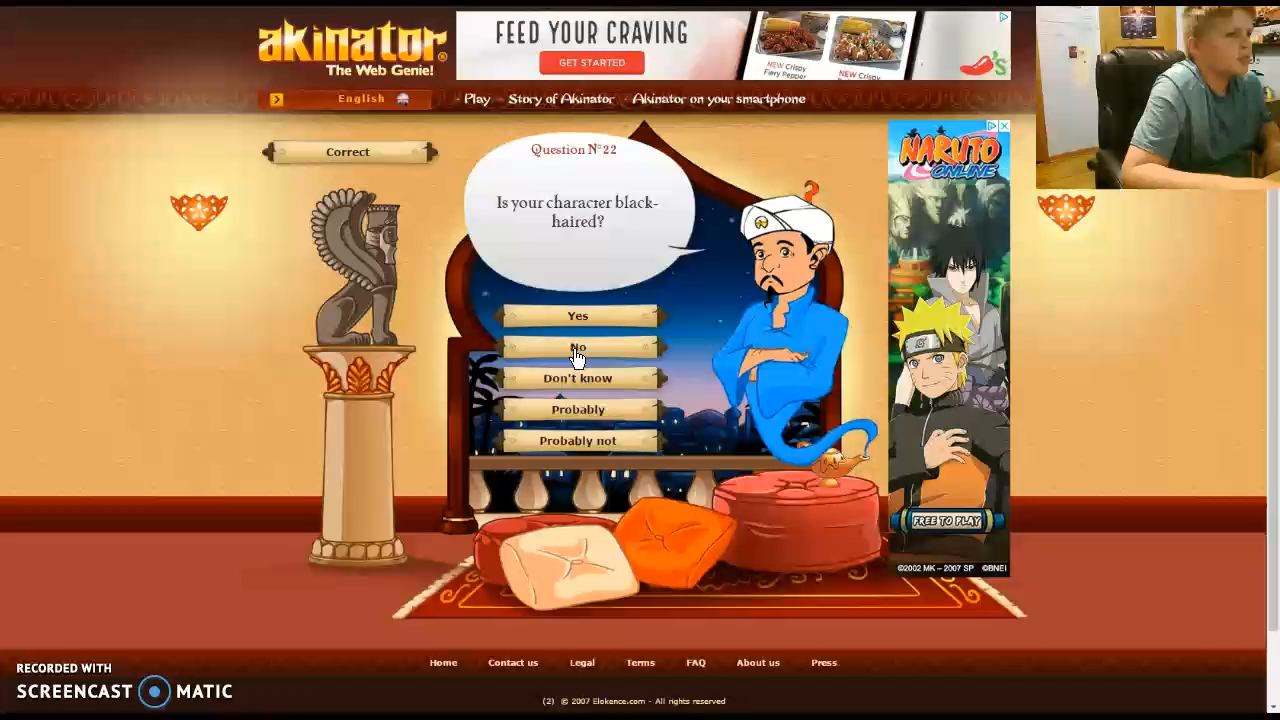 akinator®
The Web Genie!
FEED YOUR CRAVING
GET STARTED
NEW Crispy
Fiery Pepper
NEW Crispy
'S
English
- Play - Story of Akinator - Akinator on your smartphone
Correct
Question N°22
Is your character black-
haired?
Yes
No
Don't know
Probably
Probably not
NARUTO
ONLINE
FREE TO PLAY
©2002 MK – 2007 SP ©BNEI
Home Contact us Legal Terms FAQ About us Press
(2) © 2007 Elokence.com - All rights reserved
RECORDED WITH
SCREENCAST MATIC